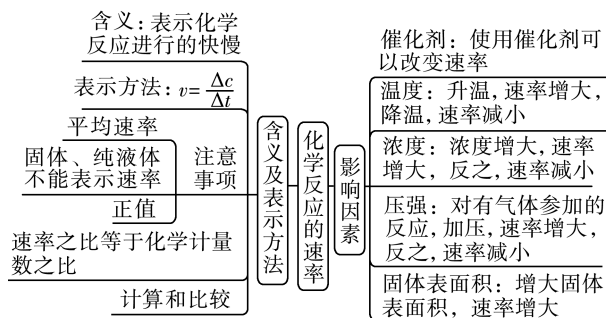 含义：表示化学
反应进行的快慢
表示方法：v=Δc/Δt
平均速率
固体、纯液体
不能表示速率
正值
注意
事项
速率之比等于化学计量
数之比
计算和比较
含义及表示方法
化学反应的速率
影响因素
催化剂：使用催化剂可
以改变速率
温度：升温，速率增大，
降温，速率减小
浓度：浓度增大，速率
增大，反之，速率减小
压强：对有气体参加的
反应，加压，速率增大，
反之，速率减小
固体表面积：增大固体
表面积，速率增大